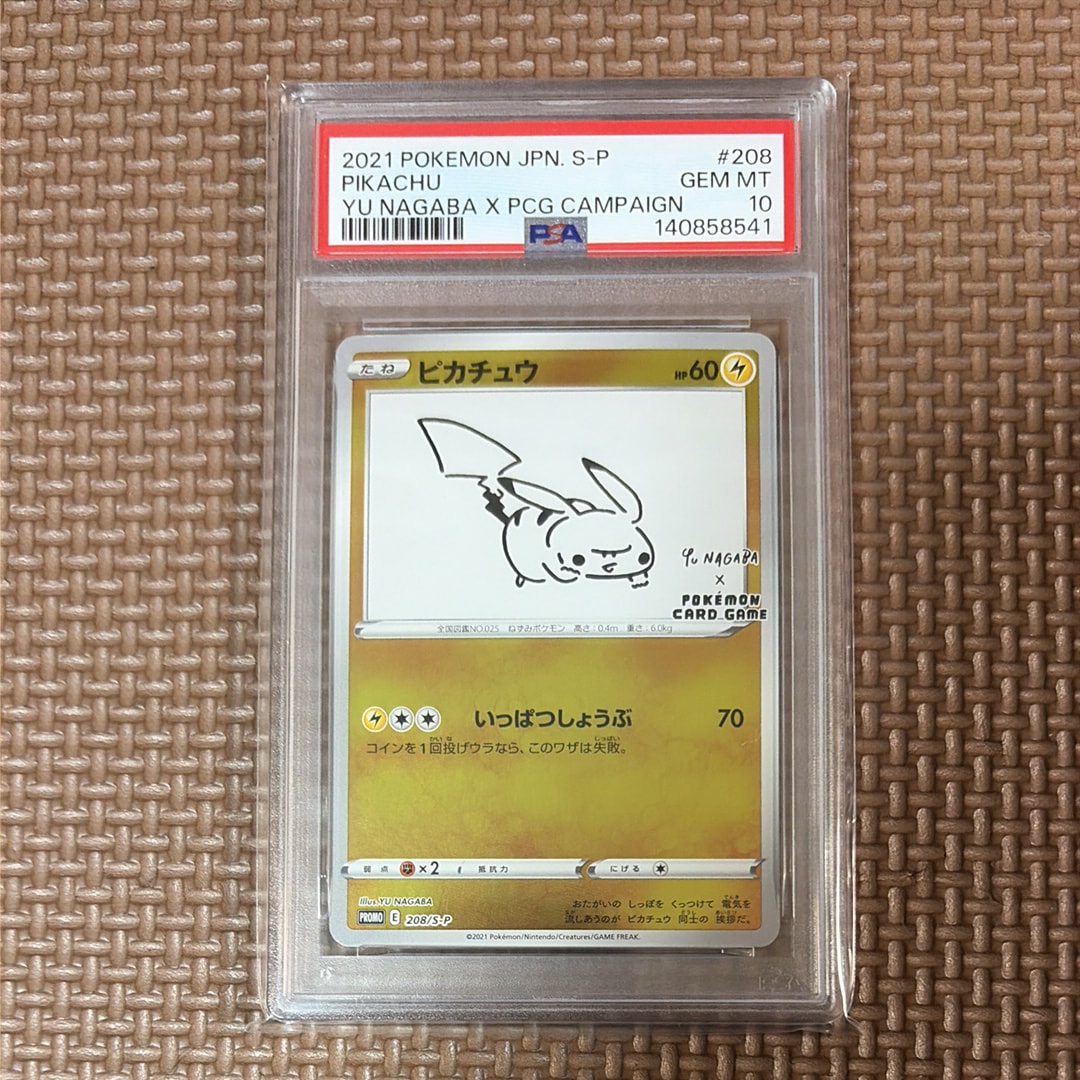 2021 POKEMON JPN. S-P #208
PIKACHU GEM MT
YU NAGABA X PCG CAMPAIGN 10
PSA 140858541
たね ピカチュウ HP60
YU NAGABA
×
POKÉMON
CARD GAME
全国図鑑NO.025 ねずみポケモン 高さ:0.4m 重さ:6.0kg
いっぱつしょうぶ 70
コインを1回投げウラなら、このワザは失敗。
弱点 ×2 抵抗力 にげる
Illus. YU NAGABA
PROMO E 208/S-P
おたがいの しっぽを くっつけて 電気を
流しあうのが ピカチュウ 同士の 挨拶だ。
©2021 Pokémon/Nintendo/Creatures/GAME FREAK.